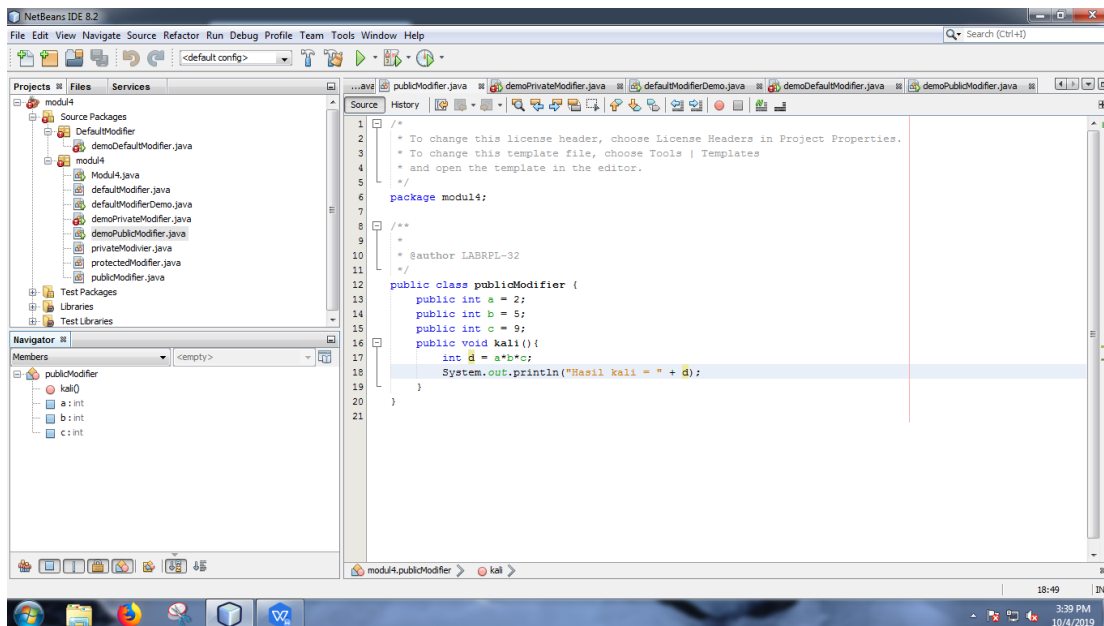 NetBeans IDE 8.2
File Edit View Navigate Source Refactor Run Debug Profile Team Tools Window Help
Search (Ctrl+I)
<default config>
Projects Files Services
modul4
Source Packages
DefaultModifier
demoDefaultModifier.java
modul4
Modul4.java
defaultModifier.java
defaultModifierDemo.java
demoPrivateModifier.java
demoPublicModifier.java
privateModivier.java
protectedModifier.java
publicModifier.java
Test Packages
Libraries
Test Libraries
Navigator
Members <empty>
publicModifier
kali()
a : int
b : int
c : int
...ava publicModifier.java demoPrivateModifier.java defaultModifierDemo.java demoDefaultModifier.java demoPublicModifier.java
Source History
1 /*
2 * To change this license header, choose License Headers in Project Properties.
3 * To change this template file, choose Tools | Templates
4 * and open the template in the editor.
5 */
6 package modul4;
7
8 /**
9 *
10 * @author LABRPL-32
11 */
12 public class publicModifier {
13 public int a = 2;
14 public int b = 5;
15 public int c = 9;
16 public void kali(){
17 int d = a*b*c;
18 System.out.println("Hasil kali = " + d);
19 }
20 }
21
modul4.publicModifier kali
18:49 IN
3:39 PM
10/4/2019